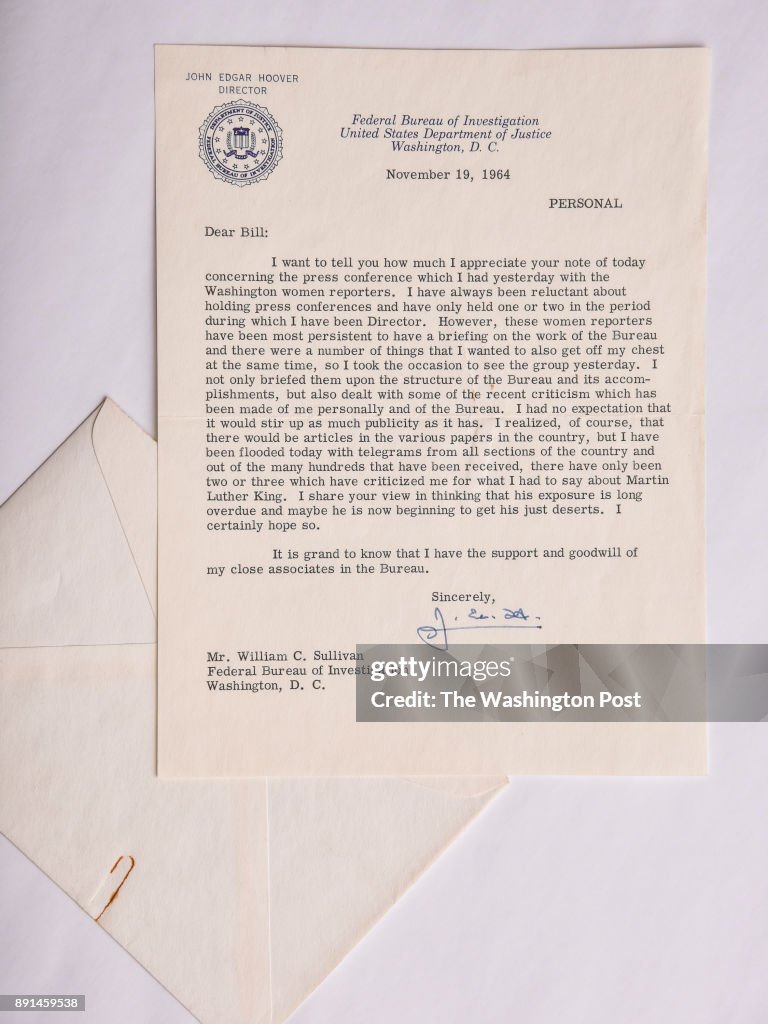 JOHN EDGAR HOOVER
DIRECTOR
DEPARTMENT OF JUSTICE
FEDERAL BUREAU OF INVESTIGATION
Federal Bureau of Investigation
United States Department of Justice
Washington, D. C.
November 19, 1964
PERSONAL
Dear Bill:
I want to tell you how much I appreciate your note of today
concerning the press conference which I had yesterday with the
Washington women reporters. I have always been reluctant about
holding press conferences and have only held one or two in the period
during which I have been Director. However, these women reporters
have been most persistent to have a briefing on the work of the Bureau
and there were a number of things that I wanted to also get off my chest
at the same time, so I took the occasion to see the group yesterday. I
not only briefed them upon the structure of the Bureau and its accom-
plishments, but also dealt with some of the recent criticism which has
been made of me personally and of the Bureau. I had no expectation that
it would stir up as much publicity as it has. I realized, of course, that
there would be articles in the various papers in the country, but I have
been flooded today with telegrams from all sections of the country and
out of the many hundreds that have been received, there have only been
two or three which have criticized me for what I had to say about Martin
Luther King. I share your view in thinking that his exposure is long
overdue and maybe he is now beginning to get his just deserts. I
certainly hope so.
It is grand to know that I have the support and goodwill of
my close associates in the Bureau.
Sincerely,
Mr. William C. Sullivan
Federal Bureau of
Washington, D. C.
gettyimages®
The Washington Post
891459538